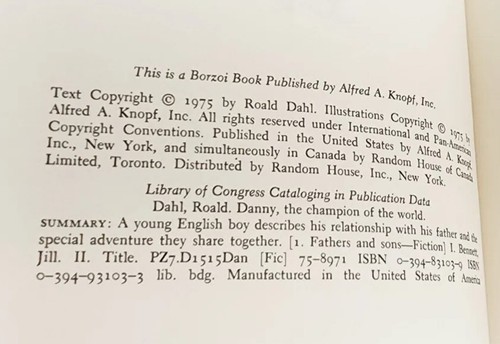 This is a Borzoi Book Published by Alfred A. Knopf, Inc.
Text Copyright © 1975 by Roald Dahl. Illustrations Copyright © 1975 by
Alfred A. Knopf, Inc. All rights reserved under International and Pan-American
Copyright Conventions. Published in the United States by Alfred A. Knopf,
Inc., New York, and simultaneously in Canada by Random House of Canada
Limited, Toronto. Distributed by Random House, Inc., New York.
Library of Congress Cataloging in Publication Data
Dahl, Roald. Danny, the champion of the world.
SUMMARY: A young English boy describes his relationship with his father and the
special adventure they share together. [1. Fathers and sons—Fiction] I. Bennett,
Jill. II. Title. PZ7.D1515Dan [Fic] 75-8971 ISBN 0-394-83103-9 ISBN
0-394-93103-3 lib. bdg. Manufactured in the United States of America